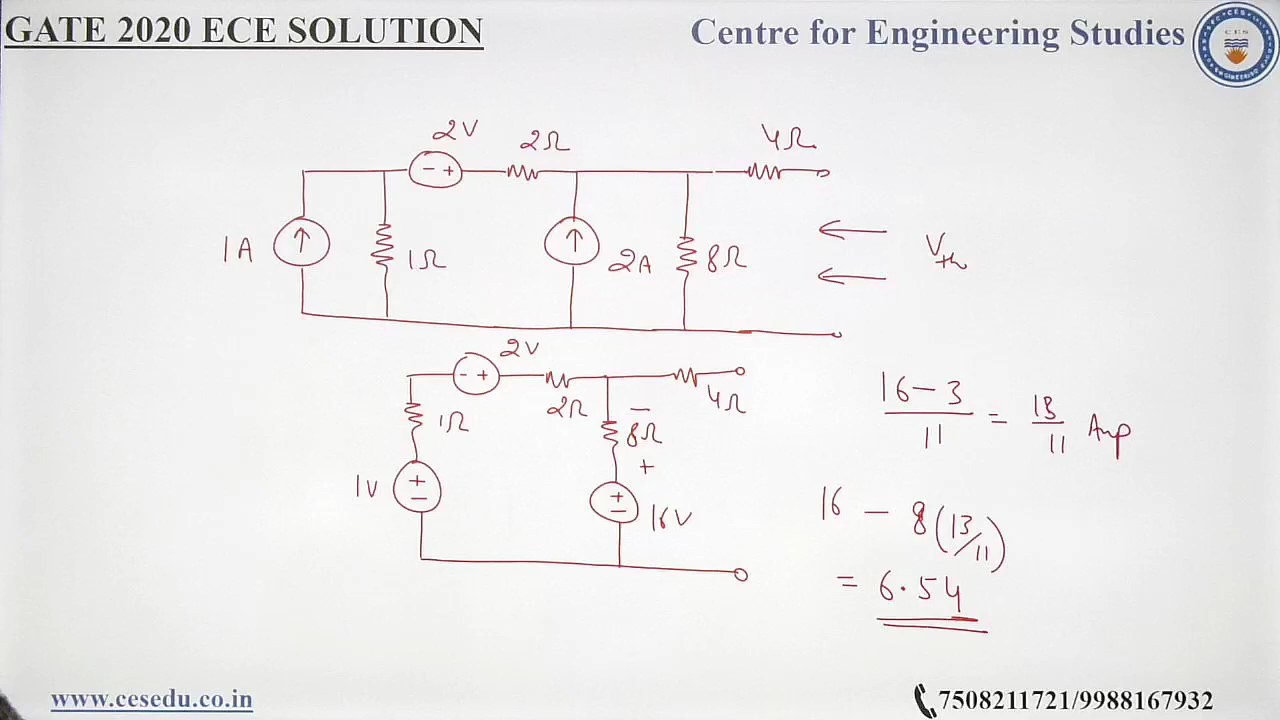 GATE 2020 ECE SOLUTION
Centre for Engineering Studies
CES
2V
2Ω
4Ω
- +
1A
1Ω
2A
8Ω
Vth
2V
- +
2Ω
4Ω
1Ω
-
8Ω
+
1V
+
-
+
-
16V
16-3/11 = 13/11 Amp
16 - 8(13/11)
= 6.54
www.cesedu.co.in
7508211721/9988167932